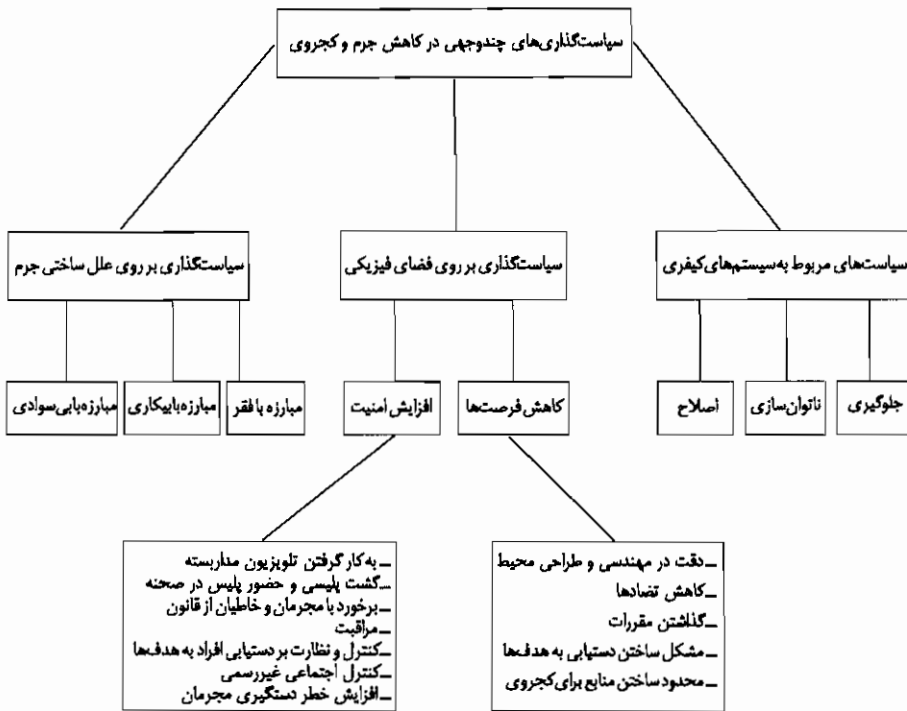 سیاست‌گذاری‌های چندوجهی در کاهش جرم و کجروی
سیاست‌های مربوط به سیستم‌های کیفری
سیاست‌گذاری بر روی فضای فیزیکی
سیاست‌گذاری بر روی علل ساختی جرم
جلوگیری
ناتوان‌سازی
اصلاح
کاهش فرصت‌ها
افزایش امنیت
مبارزه با فقر
مبارزه با بیکاری
مبارزه با بی‌سوادی
ـ دقت در مهندسی و طراحی محیط
ـ کاهش تضادها
ـ گذاشتن مقررات
ـ مشکل ساختن دستیابی به هدف‌ها
ـ محدود ساختن منابع برای کجروی
ـ به کار گرفتن تلویزیون مداربسته
ـ گشت پلیسی و حضور پلیس در صحنه
ـ برخورد با مجرمان و خاطیان از قانون
ـ مراقبت
ـ کنترل و نظارت بر دستیابی افراد به هدف‌ها
ـ کنترل اجتماعی غیررسمی
ـ افزایش خطر دستگیری مجرمان